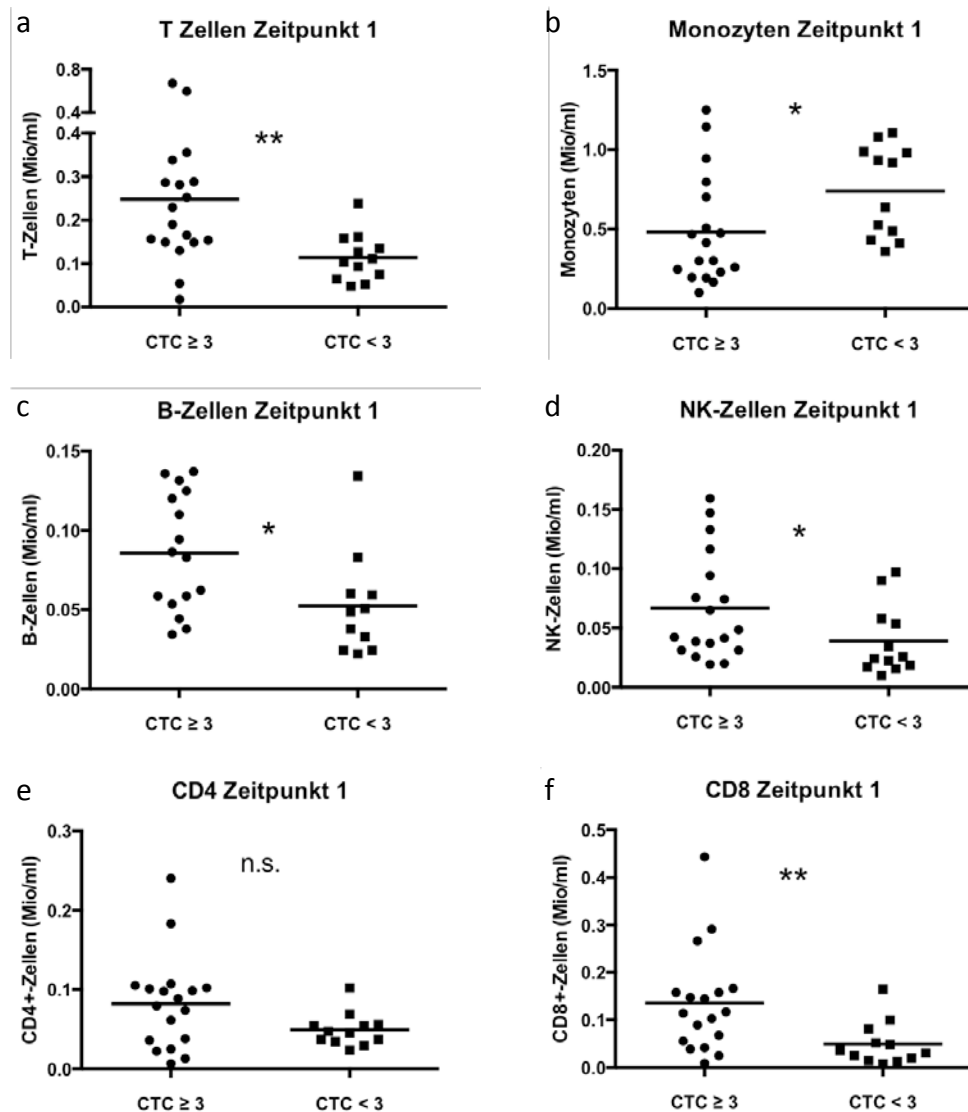 a
T Zellen Zeitpunkt 1
T-Zellen (Mio/ml)
0.8
0.4
0.4
0.3
0.2
0.1
0.0
**
CTC ≥ 3
CTC < 3
b
Monozyten Zeitpunkt 1
Monozyten (Mio/ml)
1.5
1.0
0.5
0.0
*
CTC ≥ 3
CTC < 3
c
B-Zellen Zeitpunkt 1
B-Zellen (Mio/ml)
0.15
0.10
0.05
0.00
*
CTC ≥ 3
CTC < 3
d
NK-Zellen Zeitpunkt 1
NK-Zellen (Mio/ml)
0.20
0.15
0.10
0.05
0.00
*
CTC ≥ 3
CTC < 3
e
CD4 Zeitpunkt 1
CD4+-Zellen (Mio/ml)
0.3
0.2
0.1
0.0
n.s.
CTC ≥ 3
CTC < 3
f
CD8 Zeitpunkt 1
CD8+-Zellen (Mio/ml)
0.5
0.4
0.3
0.2
0.1
0.0
**
CTC ≥ 3
CTC < 3